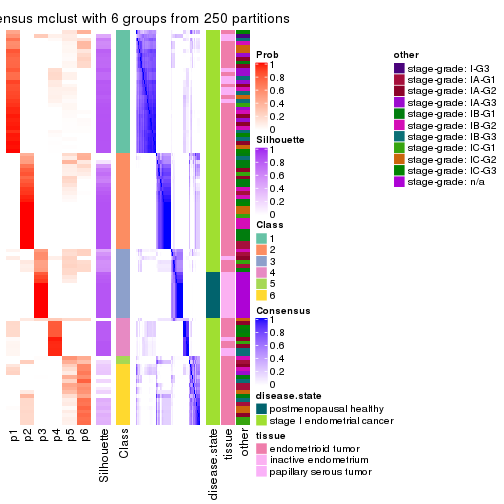 ensus mclust with 6 groups from 250 partitions
Prob
1
0.8
0.6
0.4
0.2
0
Silhouette
1
0.8
0.6
0.4
0.2
0
Class
1
2
3
4
5
6
Consensus
1
0.8
0.6
0.4
0.2
0
disease.state
postmenopausal healthy
stage I endometrial cancer
tissue
endometrioid tumor
inactive endometrium
papillary serous tumor
other
stage-grade: I-G3
stage-grade: IA-G1
stage-grade: IA-G2
stage-grade: IA-G3
stage-grade: IB-G1
stage-grade: IB-G2
stage-grade: IB-G3
stage-grade: IC-G1
stage-grade: IC-G2
stage-grade: IC-G3
stage-grade: n/a
p1
p2
p3
p4
p5
p6
Silhouette
Class
disease.state
tissue
other